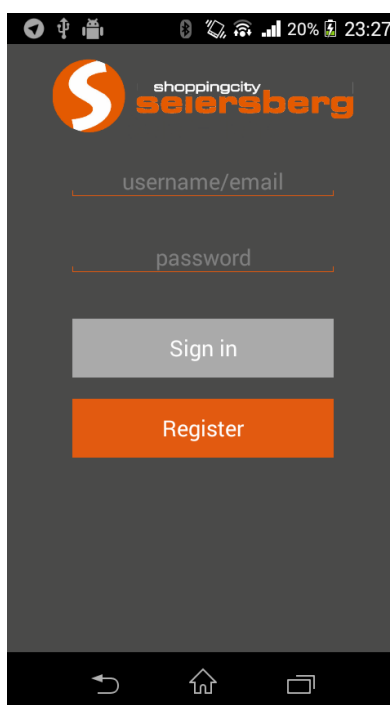 20% 23:27
shoppingcity
seiersberg
username/email
password
Sign in
Register